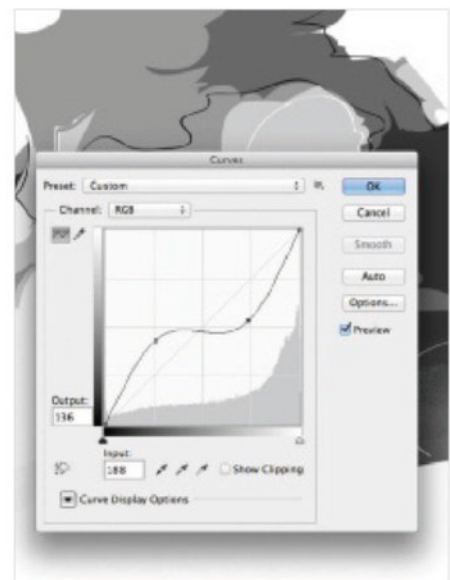 Curves
Preset: Custom
OK
Channel: RGB
Cancel
Smooth
Auto
Options...
Preview
Output:
136
Input:
188
Show Clipping
Curve Display Options